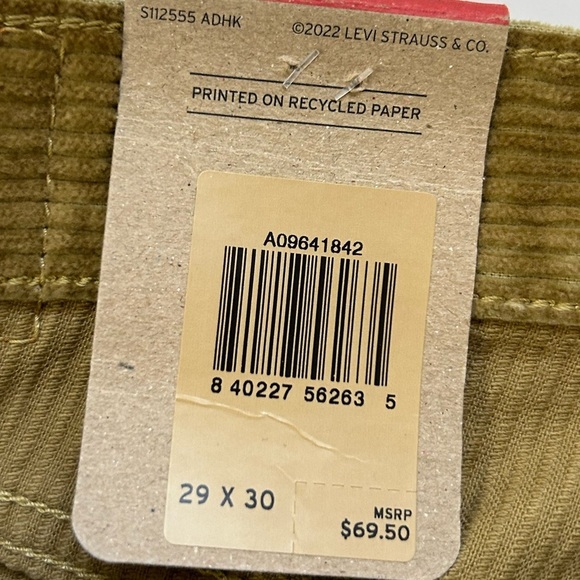 S112555 ADHK
©2022 LEVI STRAUSS & CO.
PRINTED ON RECYCLED PAPER
A09641842
8 40227 56263 5
29 X 30
MSRP
$69.50